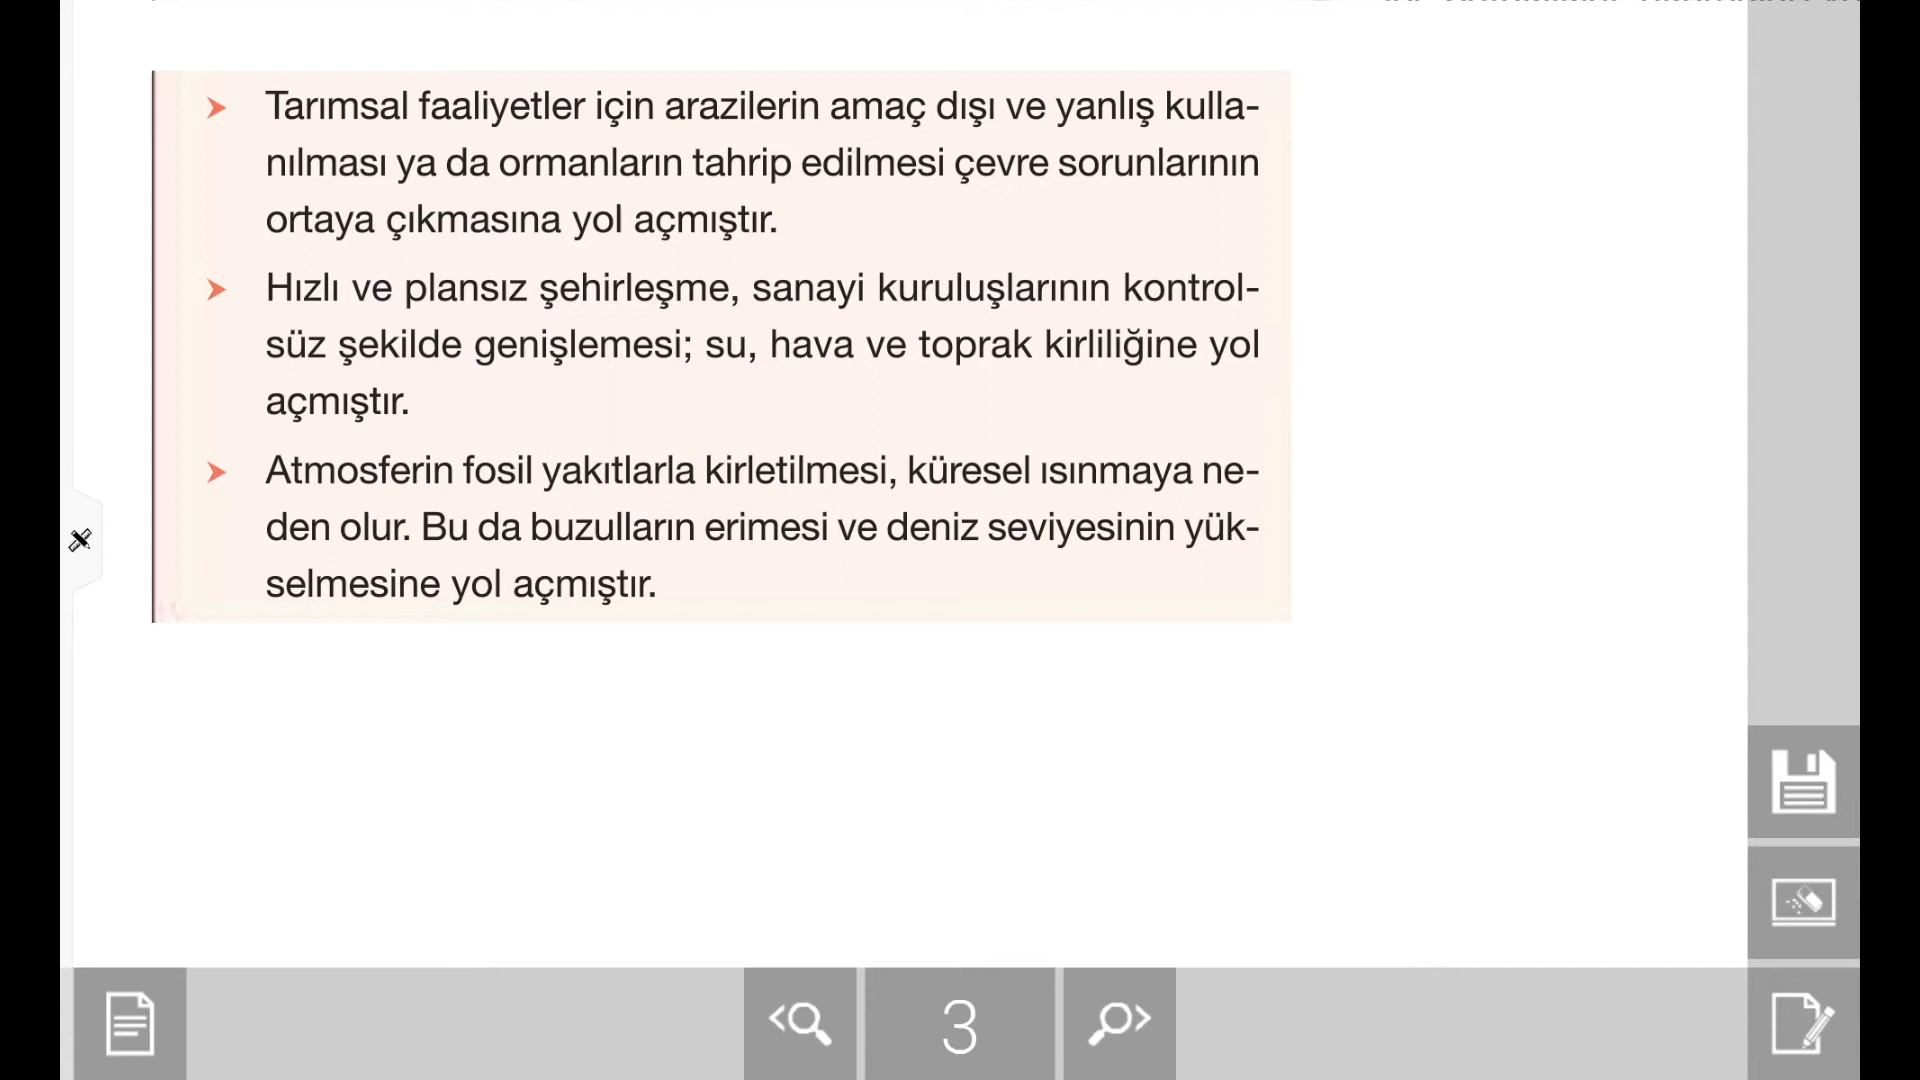 ➤ Tarımsal faaliyetler için arazilerin amaç dışı ve yanlış kulla-
nılması ya da ormanların tahrip edilmesi çevre sorunlarının
ortaya çıkmasına yol açmıştır.
➤ Hızlı ve plansız şehirleşme, sanayi kuruluşlarının kontrol-
süz şekilde genişlemesi; su, hava ve toprak kirliliğine yol
açmıştır.
➤ Atmosferin fosil yakıtlarla kirletilmesi, küresel ısınmaya ne-
den olur. Bu da buzulların erimesi ve deniz seviyesinin yük-
selmesine yol açmıştır.
3